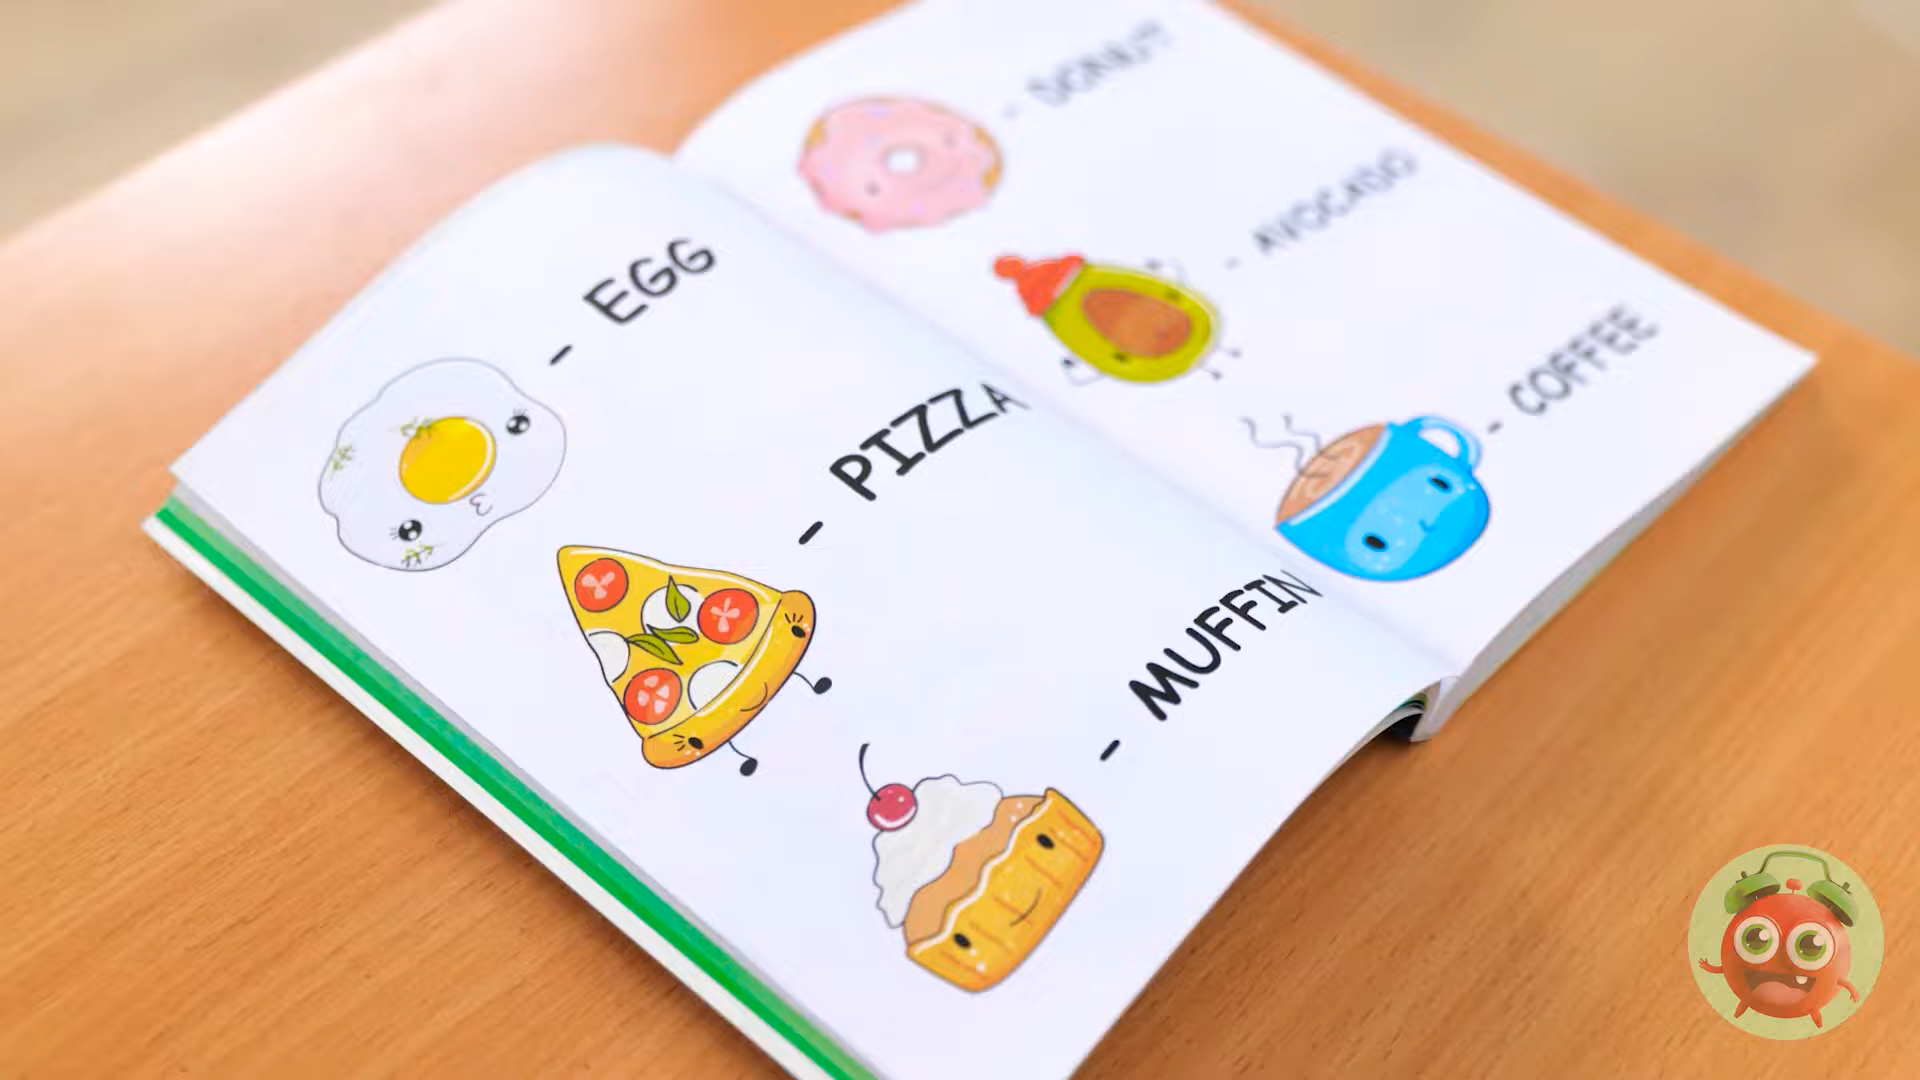 - EGG
- PIZZA
- MUFFIN
- DONUT
- AVOCADO
- COFFEE